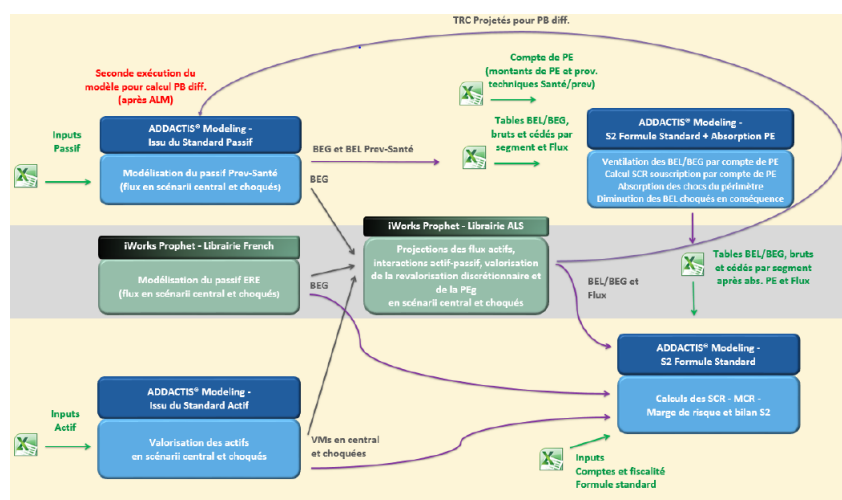 TRC Projetés pour PB diff.
Seconde exécution du
modèle pour calcul PB diff.
(après ALM)
Compte de PE
(montants de PE et prov.
techniques Santé/prev)
Inputs
Passif
ADDACTIS® Modeling -
Issu du Standard Passif
Modélisation du passif Prev-Santé
(flux en scénarii central et choqués)
BEG et BEL Prev-Santé
BEG
Tables BEL/BEG,
bruts et cédés par
segment et Flux
ADDACTIS® Modeling -
S2 Formule Standard + Absorption PE
Ventilation des BEL/BEG par compte de PE
Calcul SCR souscription par compte de PE
Absorption des chocs du périmètre
Diminution des BEL choqués en conséquence
iWorks Prophet - Librairie French
Modélisation du passif ERE
(flux en scénarii central et choqués)
BEG
iWorks Prophet - Librairie ALS
Projections des flux actifs,
interactions actif-passif, valorisation
de la revalorisation discrétionnaire et
de la PEg
en scénarii central et choqués
BEL/BEG et
Flux
Tables BEL/BEG, bruts
et cédés par segment
après abs. PE et Flux
ADDACTIS® Modeling -
S2 Formule Standard
Calculs des SCR - MCR -
Marge de risque et bilan S2
Inputs
Actif
ADDACTIS® Modeling -
Issu du Standard Actif
Valorisation des actifs
en scénarii central et choqués
VMs en central
et choquées
Inputs
Comptes et fiscalité
Formule standard